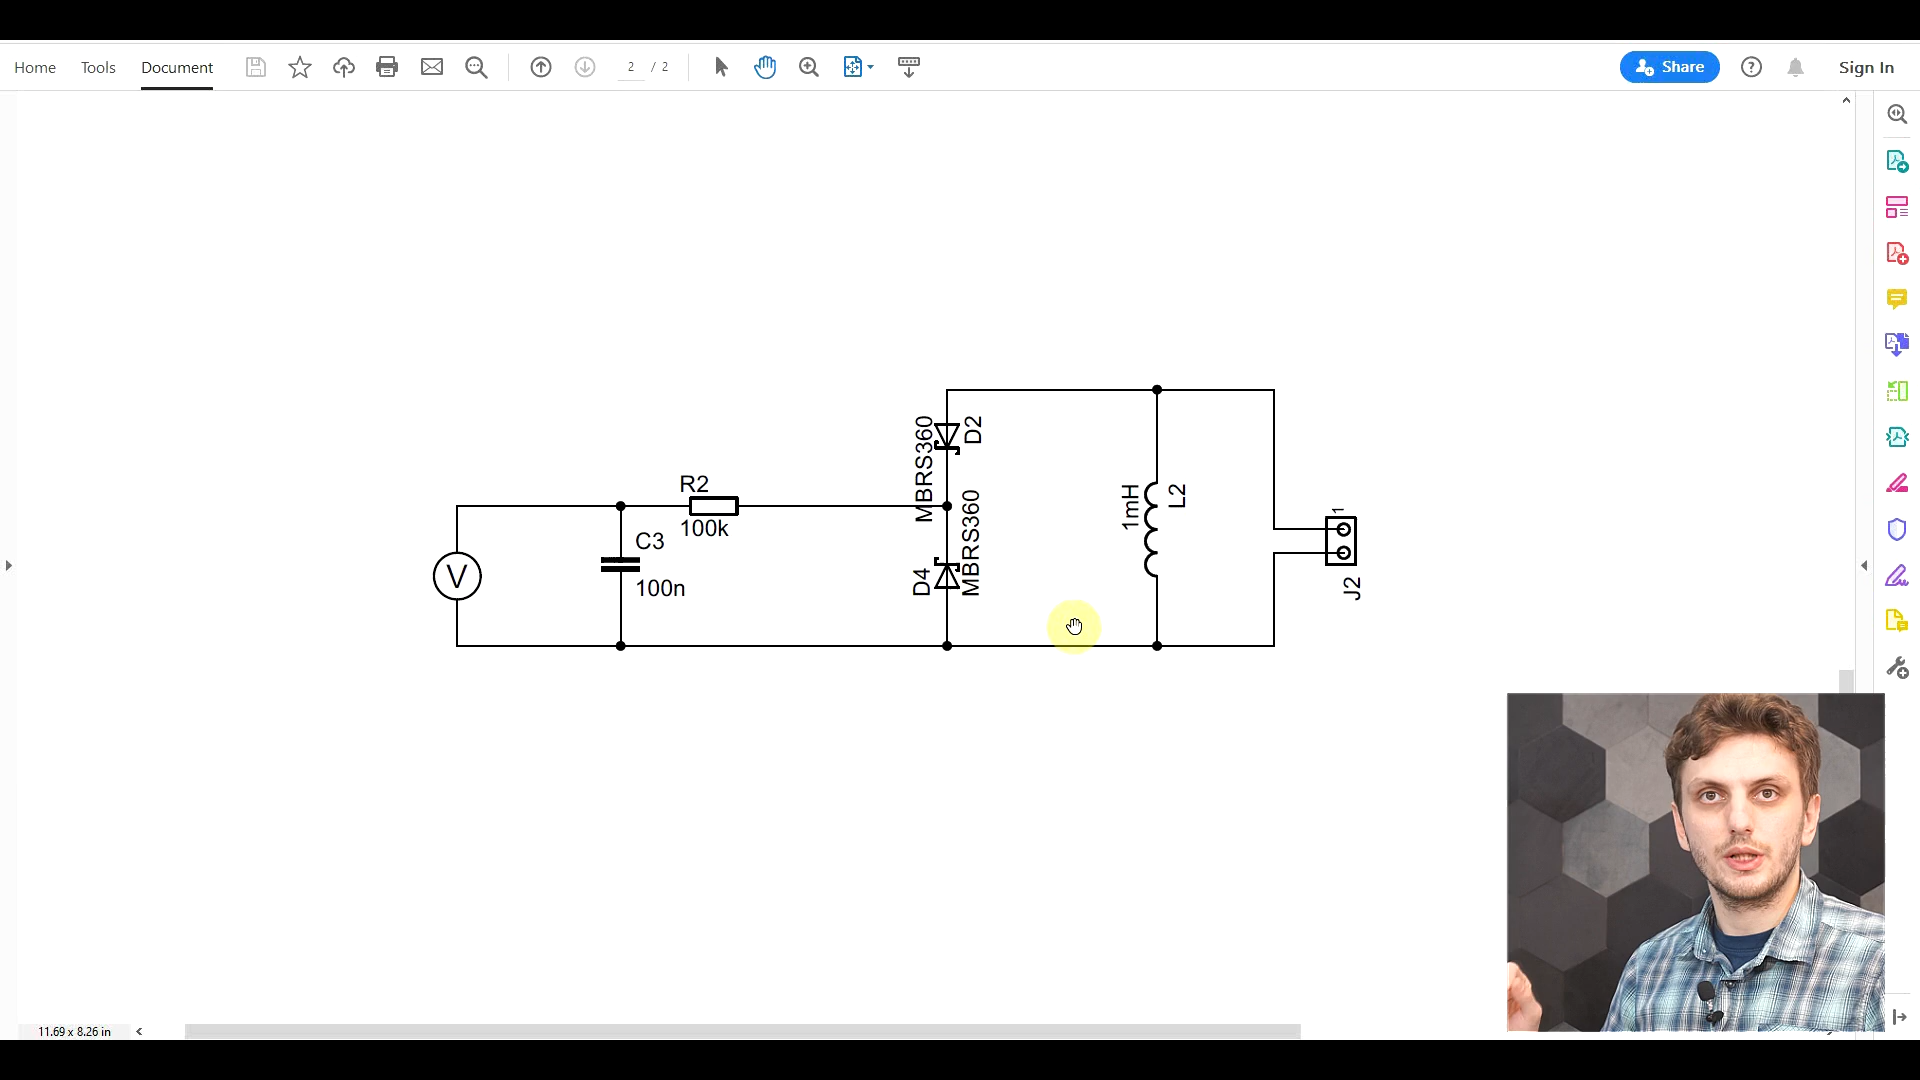 Home Tools Document 2 / 2 Share Sign In
MBRS360
D2
R2
100k
C3
100n
V
D4
MBRS360
1mH
L2
1
J2
11.69 x 8.26 in